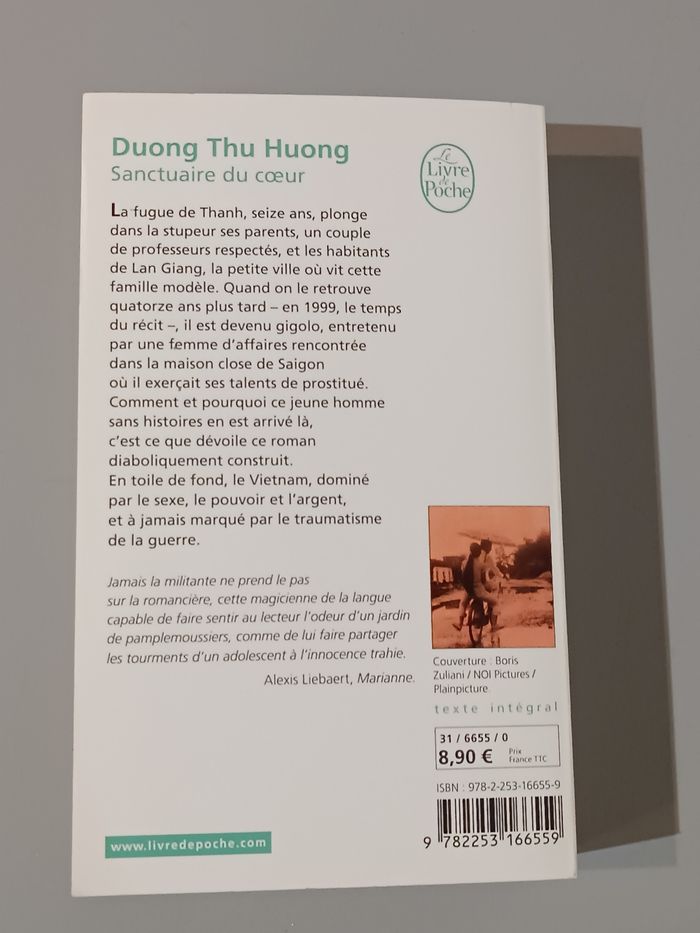 Duong Thu Huong
Sanctuaire du cœur
Le
Livre
de
Poche
La fugue de Thanh, seize ans, plonge
dans la stupeur ses parents, un couple
de professeurs respectés, et les habitants
de Lan Giang, la petite ville où vit cette
famille modèle. Quand on le retrouve
quatorze ans plus tard – en 1999, le temps
du récit –, il est devenu gigolo, entretenu
par une femme d'affaires rencontrée
dans la maison close de Saigon
où il exerçait ses talents de prostitué.
Comment et pourquoi ce jeune homme
sans histoires en est arrivé là,
c'est ce que dévoile ce roman
diaboliquement construit.
En toile de fond, le Vietnam, dominé
par le sexe, le pouvoir et l'argent,
et à jamais marqué par le traumatisme
de la guerre.
Jamais la militante ne prend le pas
sur la romancière, cette magicienne de la langue
capable de faire sentir au lecteur l'odeur d'un jardin
de pamplemoussiers, comme de lui faire partager
les tourments d'un adolescent à l'innocence trahie.
Alexis Liebaert, Marianne.
Couverture : Boris
Zuliani / NOI Pictures /
Plainpicture.
texte intégral
31 / 6655 / 0
8,90 €
Prix
France TTC
ISBN : 978-2-253-16655-9
9 782253 166559
www.livredepoche.com